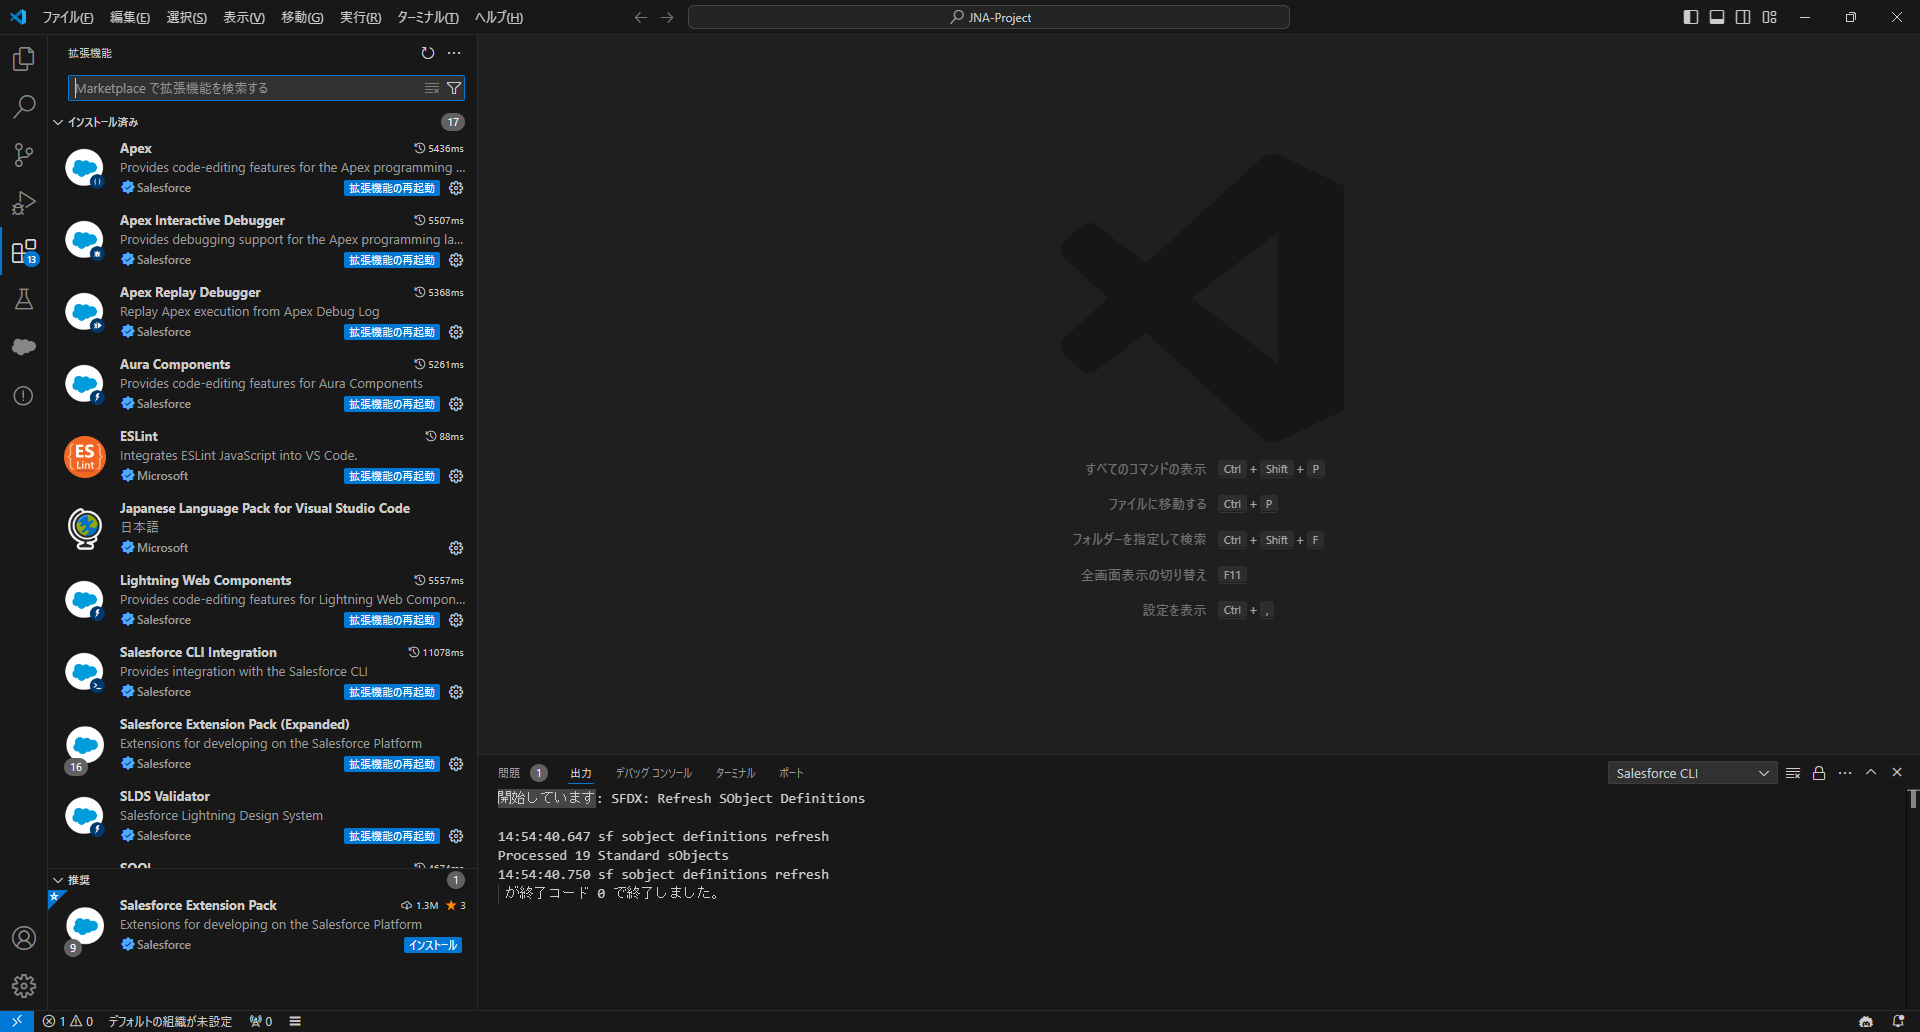 ファイル(F) 編集(E) 選択(S) 表示(V) 移動(G) 実行(R) ターミナル(T) ヘルプ(H)
JNA-Project
拡張機能
Marketplace で拡張機能を検索する
インストール済み 17
Apex 5436ms
Provides code-editing features for the Apex programming ...
Salesforce 拡張機能の再起動
Apex Interactive Debugger 5507ms
Provides debugging support for the Apex programming la...
Salesforce 拡張機能の再起動
Apex Replay Debugger 5368ms
Replay Apex execution from Apex Debug Log
Salesforce 拡張機能の再起動
Aura Components 5261ms
Provides code-editing features for Aura Components
Salesforce 拡張機能の再起動
ES Lint
ESLint 88ms
Integrates ESLint JavaScript into VS Code.
Microsoft 拡張機能の再起動
13
Japanese Language Pack for Visual Studio Code
日本語
Microsoft
Lightning Web Components 5557ms
Provides code-editing features for Lightning Web Compon...
Salesforce 拡張機能の再起動
Salesforce CLI Integration 11078ms
Provides integration with the Salesforce CLI
Salesforce 拡張機能の再起動
Salesforce Extension Pack (Expanded)
Extensions for developing on the Salesforce Platform
16 Salesforce 拡張機能の再起動
SLDS Validator
Salesforce Lightning Design System
Salesforce 拡張機能の再起動
SOQL 4674ms
推奨 1
Salesforce Extension Pack 1.3M ★ 3
Extensions for developing on the Salesforce Platform
9 Salesforce インストール
すべてのコマンドの表示 Ctrl + Shift + P
ファイルに移動する Ctrl + P
フォルダーを指定して検索 Ctrl + Shift + F
全画面表示の切り替え F11
設定を表示 Ctrl + ,
問題 1 出力 デバッグ コンソール ターミナル ポート Salesforce CLI
開始しています: SFDX: Refresh SObject Definitions
14:54:40.647 sf sobject definitions refresh
Processed 19 Standard sObjects
14:54:40.750 sf sobject definitions refresh
が終了コード 0 で終了しました。
1 0 デフォルトの組織が未設定 0